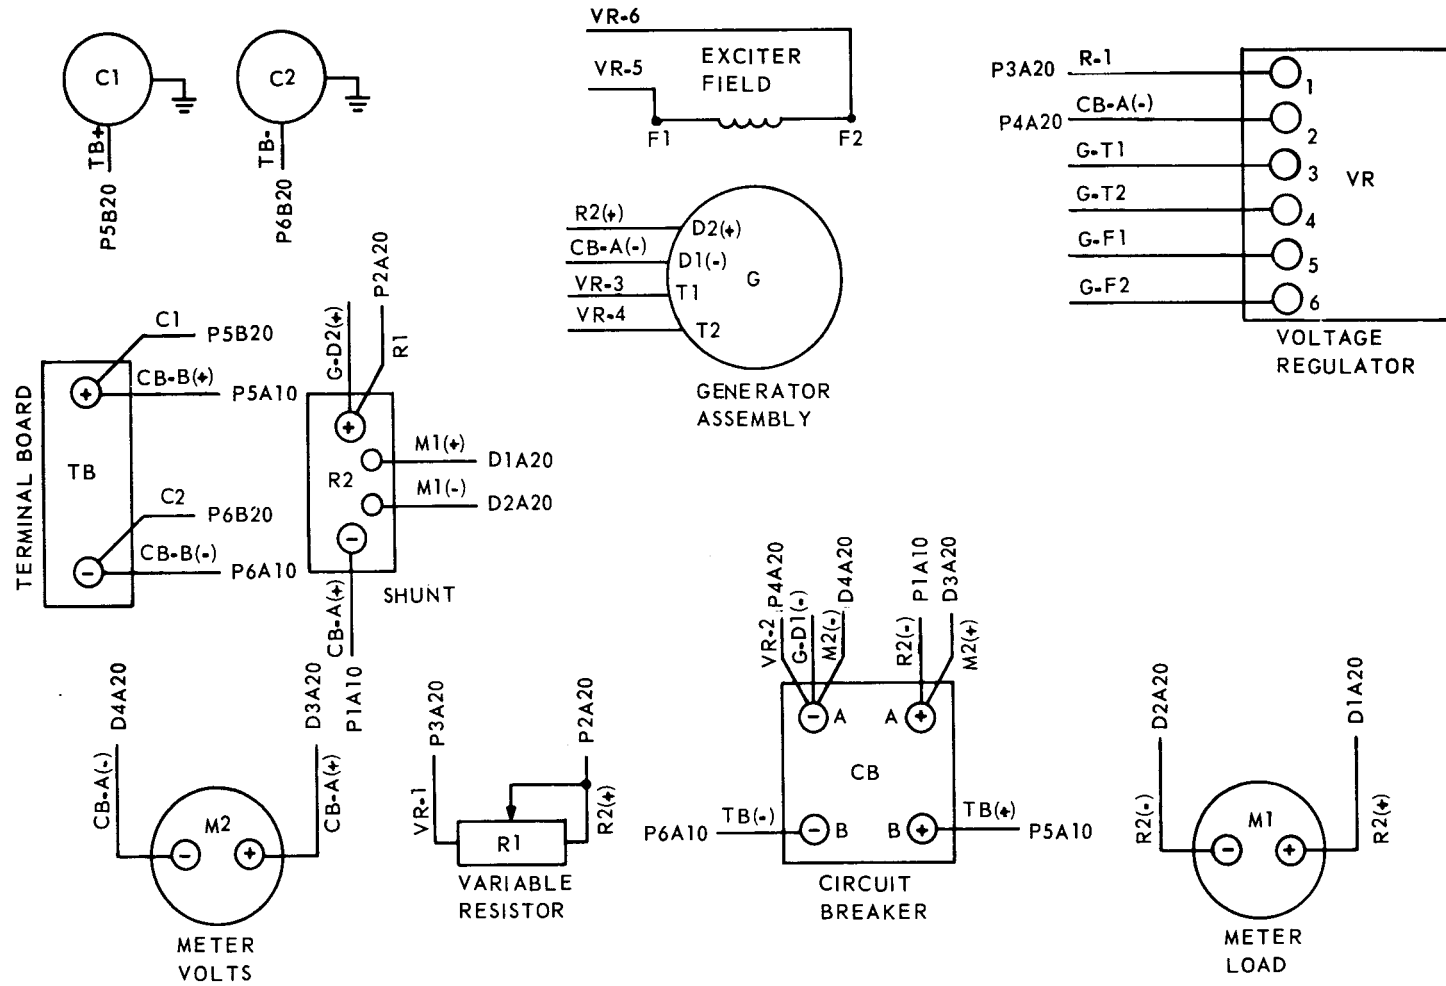 C1
TB+
P5B20
C2
TB-
P6B20
VR-6
VR-5
EXCITER
FIELD
F1
F2
R2(+)
CB-A(-)
VR-3
VR-4
D2(+)
D1(-)
T1
T2
G
GENERATOR
ASSEMBLY
P3A20
R-1
P4A20
CB-A(-)
G-T1
G-T2
G-F1
G-F2
1
2
3
4
5
6
VR
VOLTAGE
REGULATOR
TERMINAL BOARD
TB
+
-
C1
P5B20
CB-B(+)
P5A10
C2
P6B20
CB-B(-)
P6A10
G-D2(+)
P2A20
R1
+
R2
-
M1(+)
D1A20
M1(-)
D2A20
SHUNT
CB-A(+)
P1A10
D4A20
CB-A(-)
D3A20
CB-A(+)
M2
-
+
METER
VOLTS
P3A20
VR-1
P2A20
R2(+)
R1
VARIABLE
RESISTOR
VR-2
P4A20
G-D1(-)
M2(-)
D4A20
R2(-)
P1A10
M2(+)
D3A20
-
A
A
+
CB
P6A10
TB(-)
-
B
B
+
TB(+)
P5A10
CIRCUIT
BREAKER
D2A20
R2(-)
D1A20
R2(+)
M1
-
+
METER
LOAD